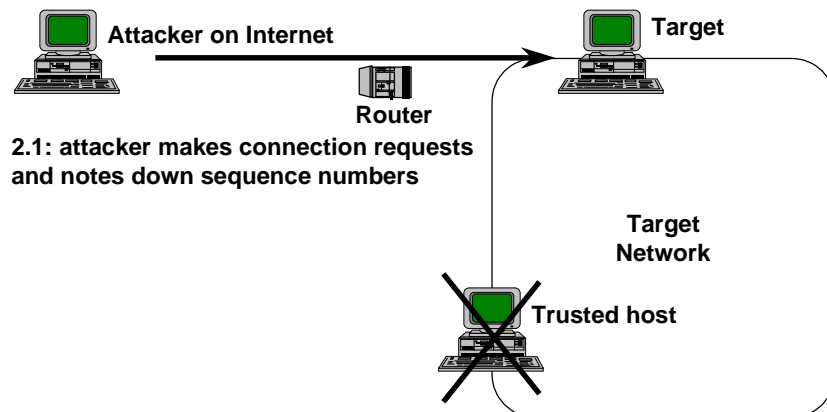 Attacker on Internet
Target
Router
2.1: attacker makes connection requests
and notes down sequence numbers
Target
Network
Trusted host